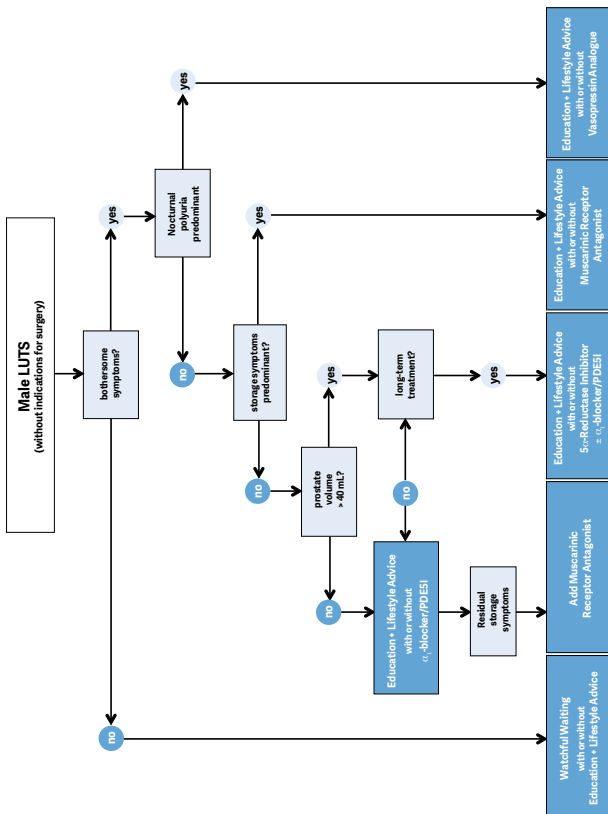 Male LUTS
(without indications for surgery)
bothersome
symptoms?
no
yes
Nocturnal
polyuria
predominant
no
yes
storage symptoms
predominant?
no
yes
prostate
volume
> 40 mL?
no
yes
Education + Lifestyle Advice
with or without
α₁-blocker/PDE5I
no
long-term
treatment?
yes
Residual
storage
symptoms
Watchful Waiting
with or without
Education + Lifestyle Advice
Add Muscarinic
Receptor Antagonist
Education + Lifestyle Advice
with or without
5α-Reductase Inhibitor
± α₁-blocker/PDE5I
Education + Lifestyle Advice
with or without
Muscarinic Receptor
Antagonist
Education + Lifestyle Advice
with or without
Vasopressin Analogue